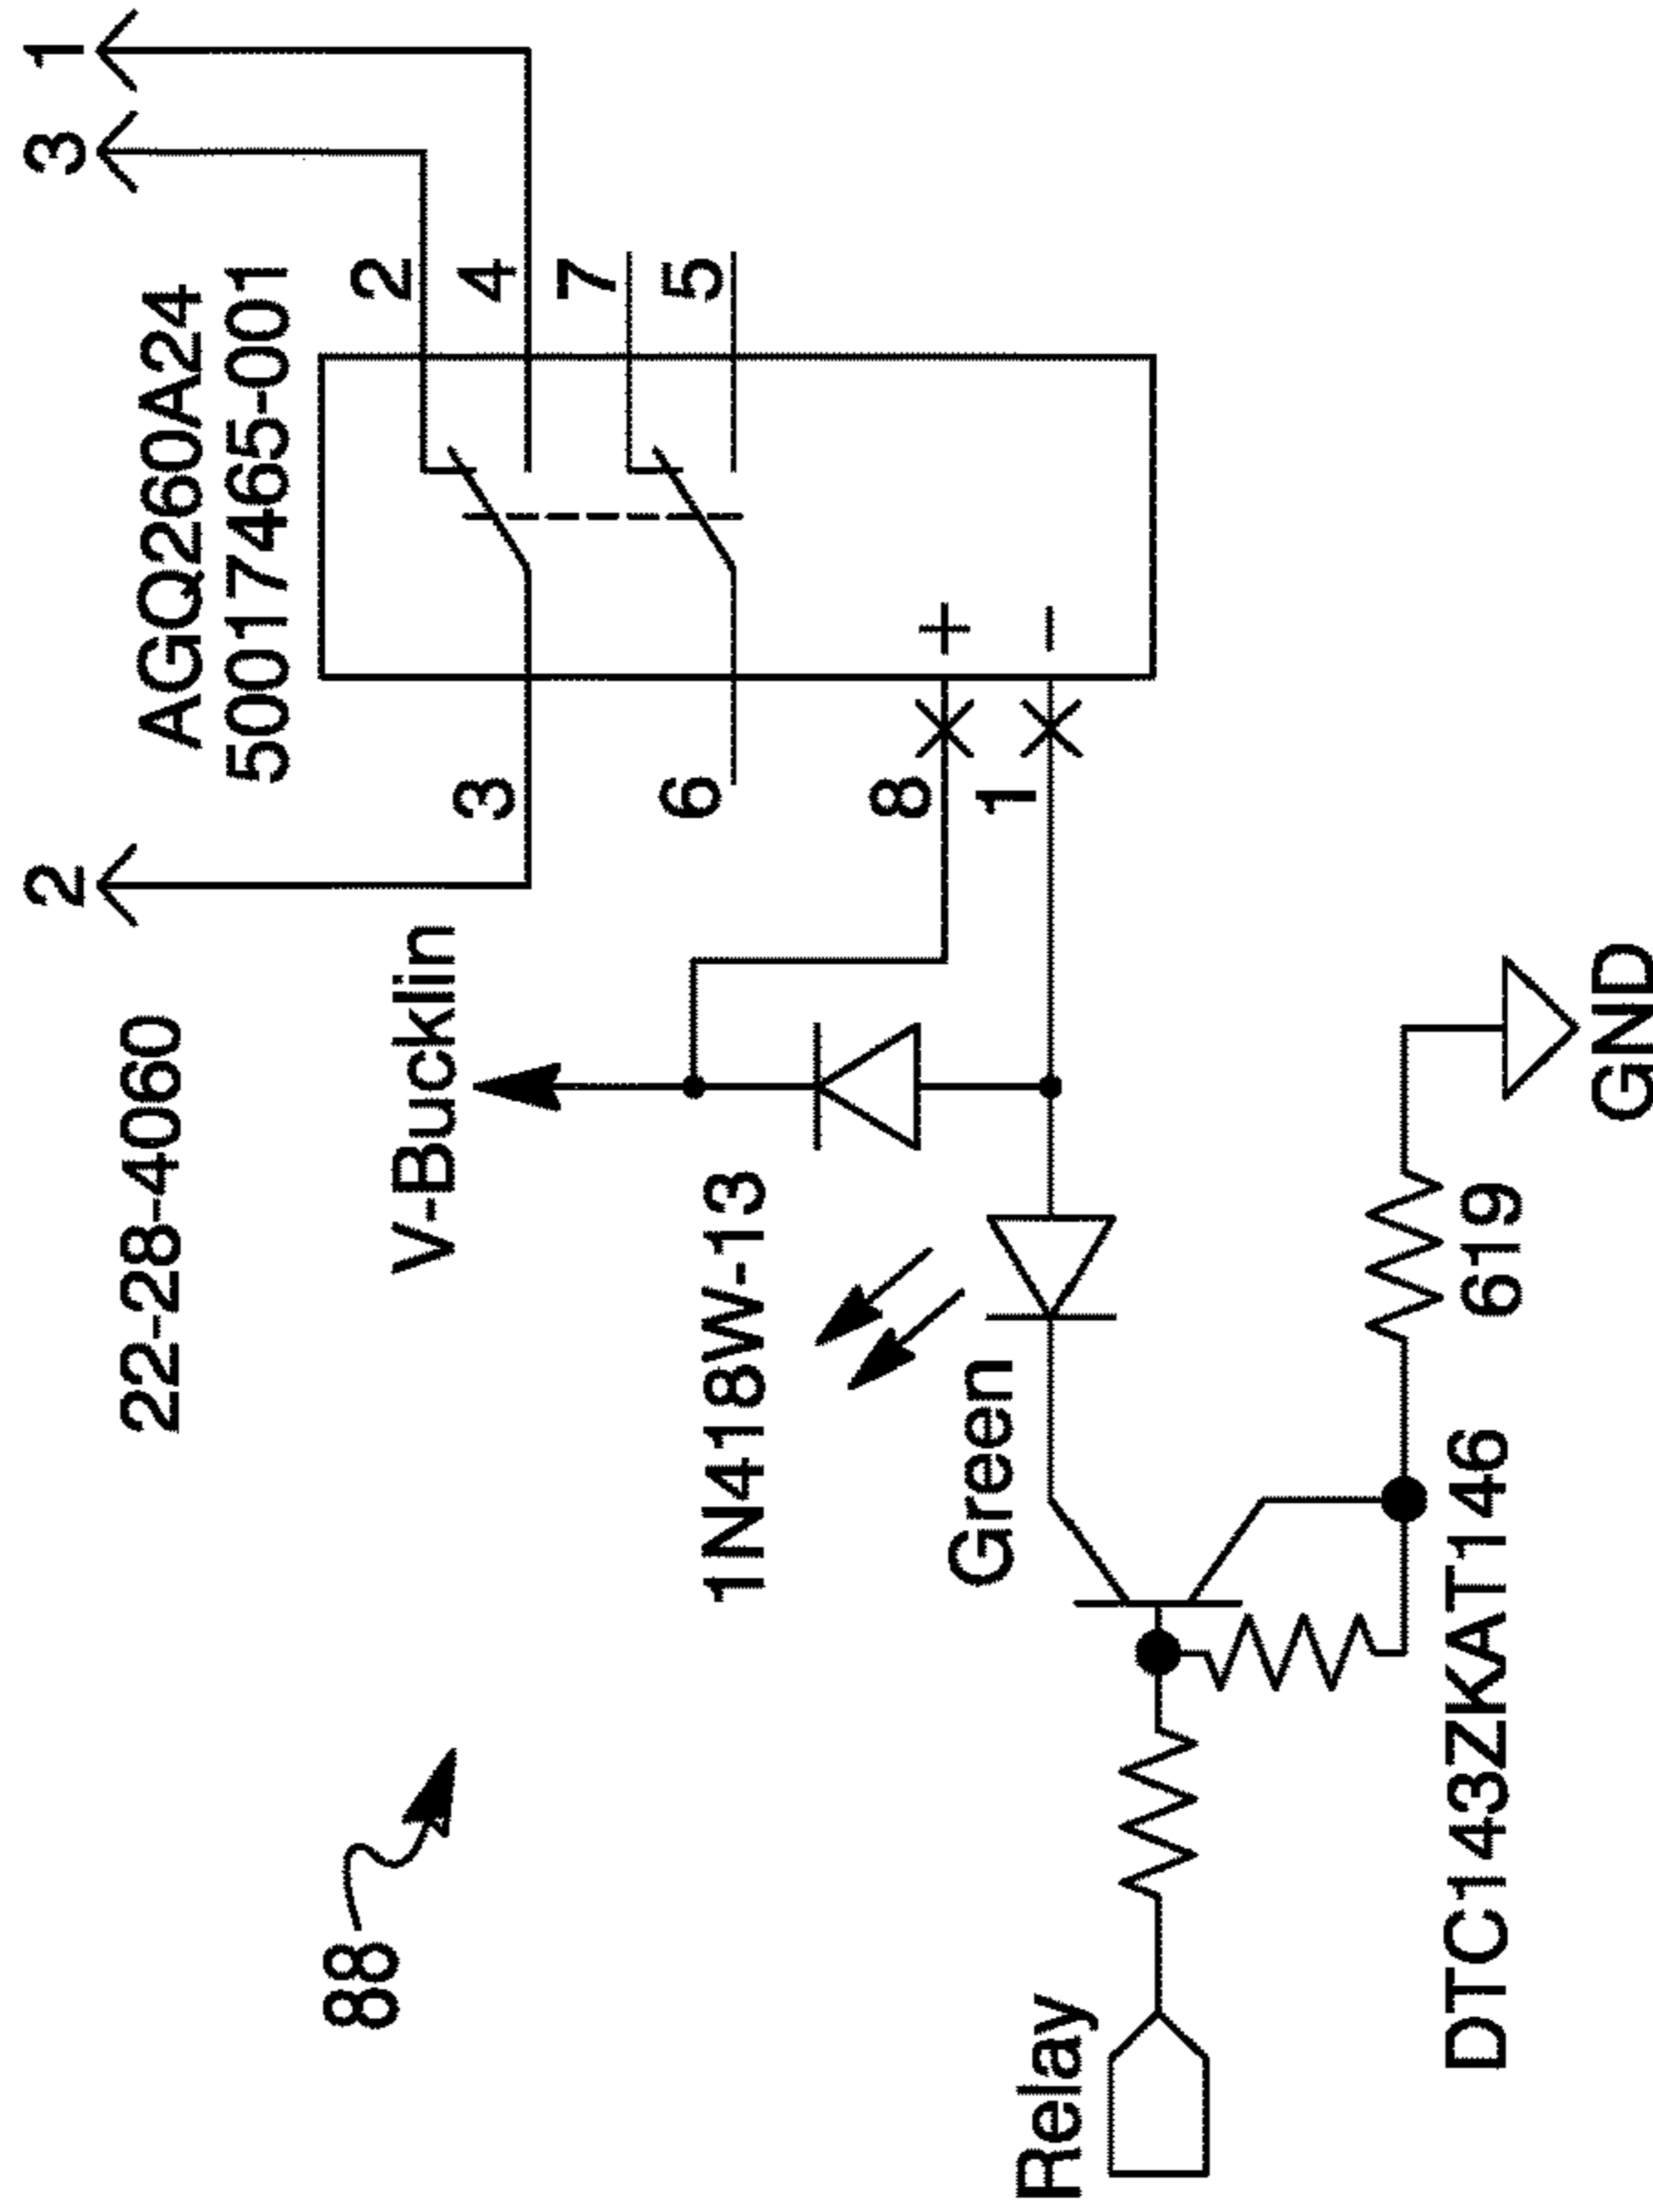 2 3 1
22-28-4060
AGQ260A24
50017465-001
88
V-Bucklin
2
3 4
7
6 5
1N418W-13
8 +
Green
1 −
Relay
DTC143ZKAT146
619
GND